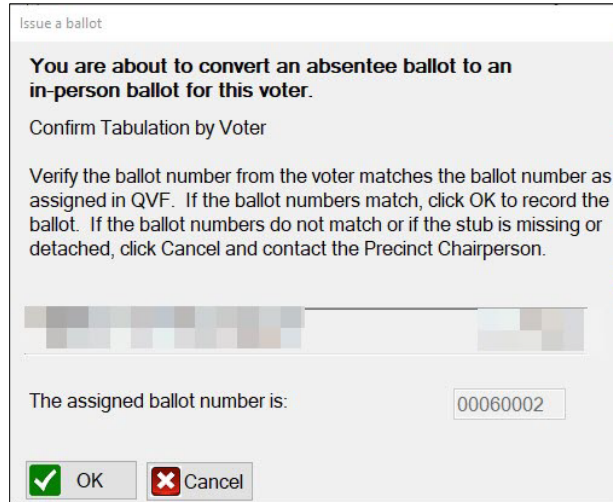 Issue a ballot
You are about to convert an absentee ballot to an
in-person ballot for this voter.
Confirm Tabulation by Voter
Verify the ballot number from the voter matches the ballot number as
assigned in QVF. If the ballot numbers match, click OK to record the
ballot. If the ballot numbers do not match or if the stub is missing or
detached, click Cancel and contact the Precinct Chairperson.
The assigned ballot number is: 00060002
OK Cancel